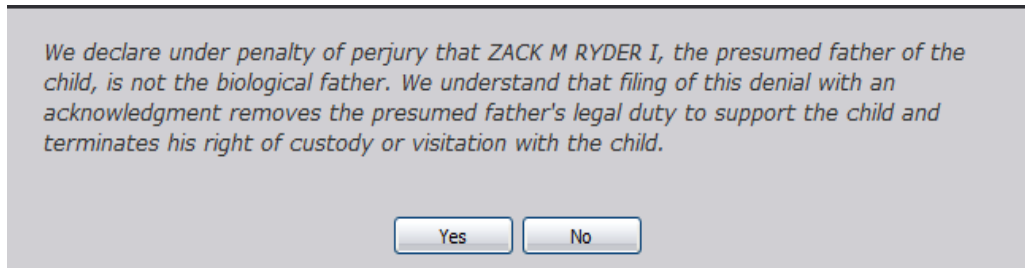 We declare under penalty of perjury that ZACK M RYDER I, the presumed father of the
child, is not the biological father. We understand that filing of this denial with an
acknowledgment removes the presumed father's legal duty to support the child and
terminates his right of custody or visitation with the child.
Yes No